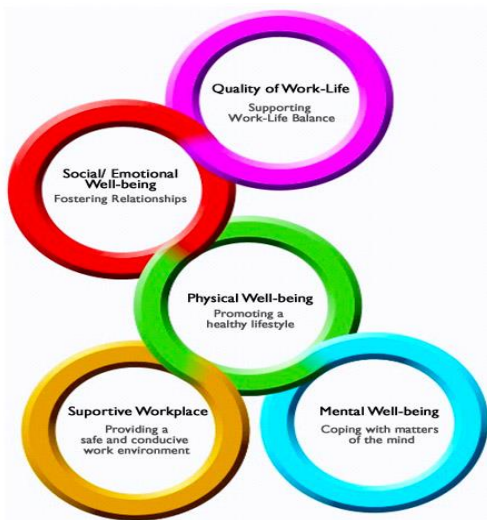 Quality of Work-Life
Supporting
Work-Life Balance
Social/ Emotional
Well-being
Fostering Relationships
Physical Well-being
Promoting a
healthy lifestyle
Suportive Workplace
Providing a
safe and conducive
work environment
Mental Well-being
Coping with matters
of the mind